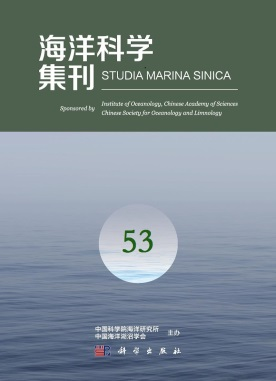 海洋科学
集刊 STUDIA MARINA SINICA
Sponsored by Institute of Oceanology, Chinese Academy of Sciences
Chinese Society for Oceanology and Limnology
53
中国科学院海洋研究所
中国海洋湖沼学会 主办
科学出版社